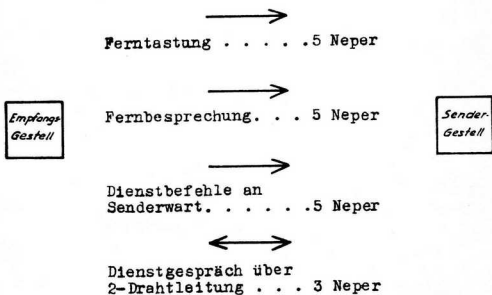 Ferntastung . . . . .5 Neper
Empfangs-
Gestell
Fernbesprechung. . . 5 Neper
Sender-
Gestell
Dienstbefehle an
Senderwart. . . . . .5 Neper
Dienstgespräch über
2-Drahtleitung . . . 3 Neper